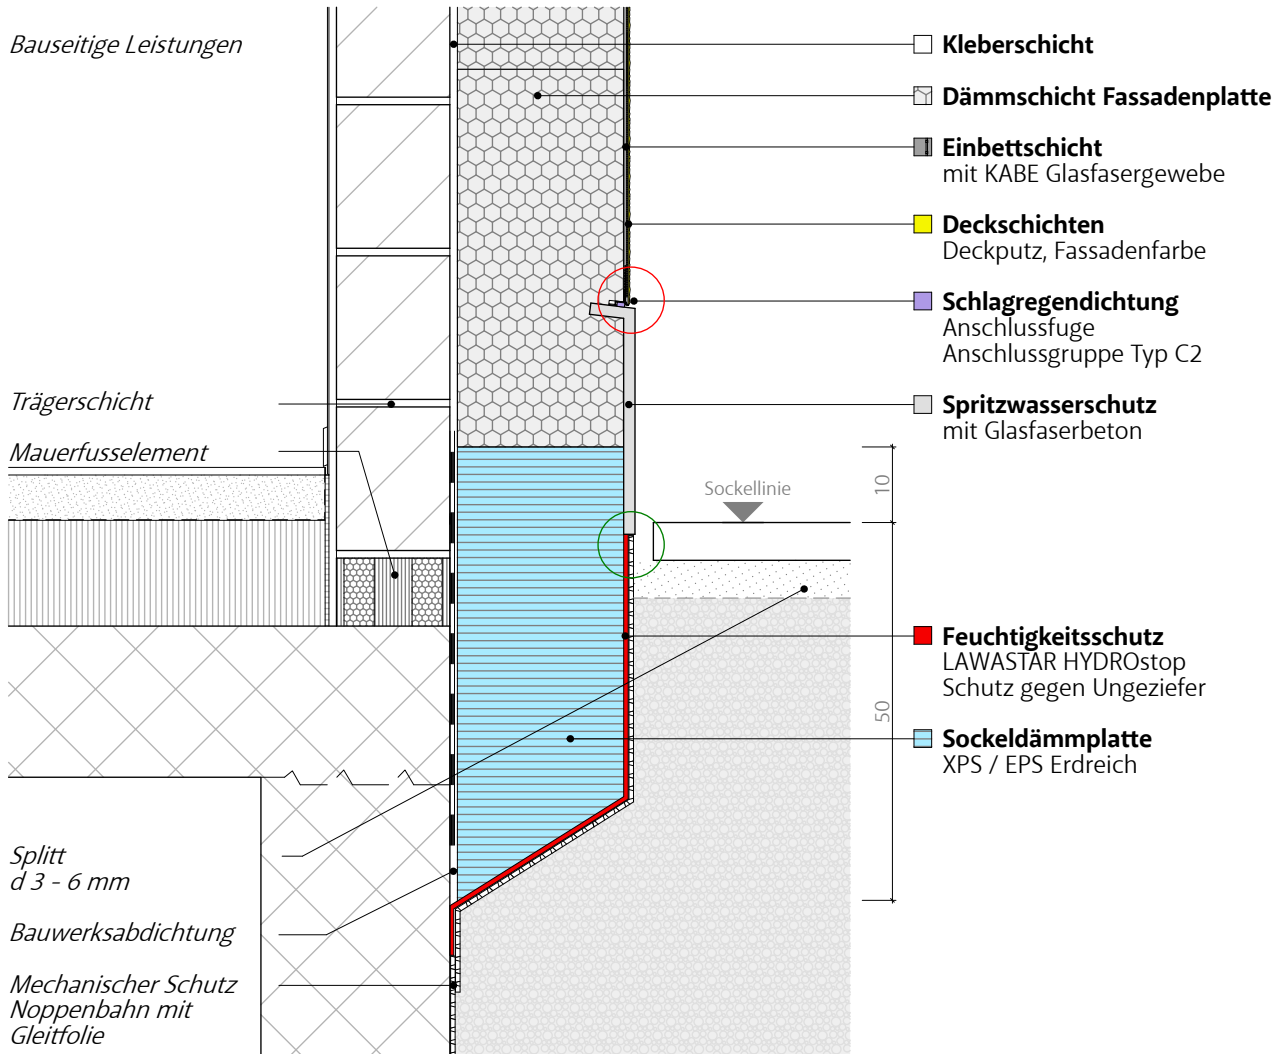 Bauseitige Leistungen
Trägerschicht
Mauerfusselement
Splitt
d 3 - 6 mm
Bauwerksabdichtung
Mechanischer Schutz
Noppenbahn mit
Gleitfolie
Kleberschicht
Dämmschicht Fassadenplatte
Einbettschicht
mit KABE Glasfasergewebe
Deckschichten
Deckputz, Fassadenfarbe
Schlagregendichtung
Anschlussfuge
Anschlussgruppe Typ C2
Spritzwasserschutz
mit Glasfaserbeton
Sockellinie
10
50
Feuchtigkeitsschutz
LAWASTAR HYDROstop
Schutz gegen Ungeziefer
Sockeldämmplatte
XPS / EPS Erdreich